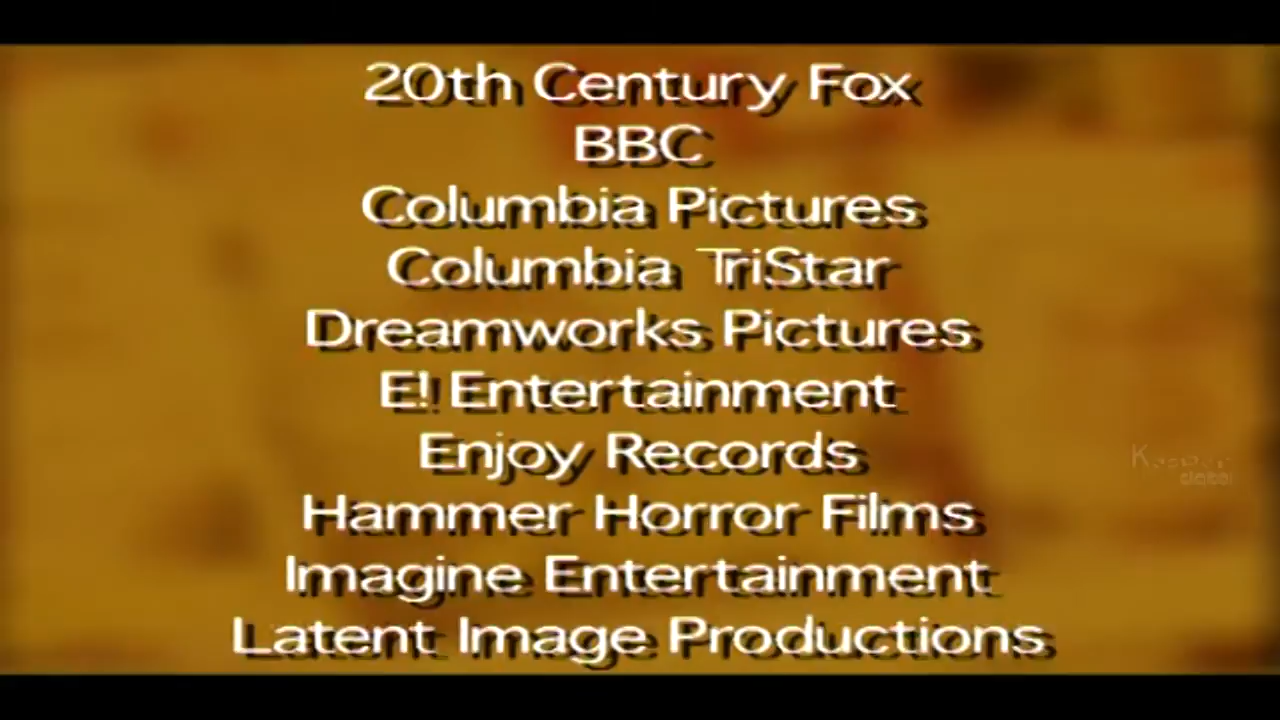 20th Century Fox
BBC
Columbia Pictures
Columbia TriStar
Dreamworks Pictures
E! Entertainment
Enjoy Records
Hammer Horror Films
Imagine Entertainment
Latent Image Productions
digital